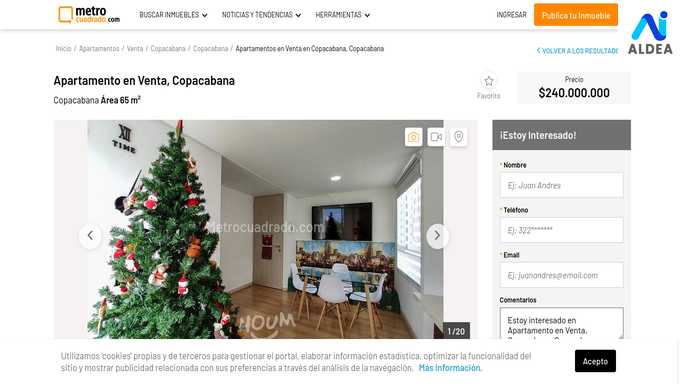 metro
cuadrado.com
BUSCAR INMUEBLES
NOTICIAS Y TENDENCIAS
HERRAMIENTAS
INGRESAR
Publica tu Inmueble
ALDEA
Inicio / Apartamentos / Venta / Copacabana / Copacabana / Apartamentos en Venta en Copacabana, Copacabana
VOLVER A LOS RESULTADO
Apartamento en Venta, Copacabana
Copacabana Área 65 m²
Favorito
Precio
$240.000.000
XII
TIME
Metrocuadrado.com
1 / 20
¡Estoy Interesado!
* Nombre
Ej: Juan Andres
* Teléfono
Ej: 322*******
* Email
Ej: juanandres@email.com
Comentarios
Estoy interesado en
Apartamento en Venta,
Utilizamos 'cookies' propias y de terceros para gestionar el portal, elaborar información estadística, optimizar la funcionalidad del
sitio y mostrar publicidad relacionada con sus preferencias a través del análisis de la navegación. Más información.
Acepto